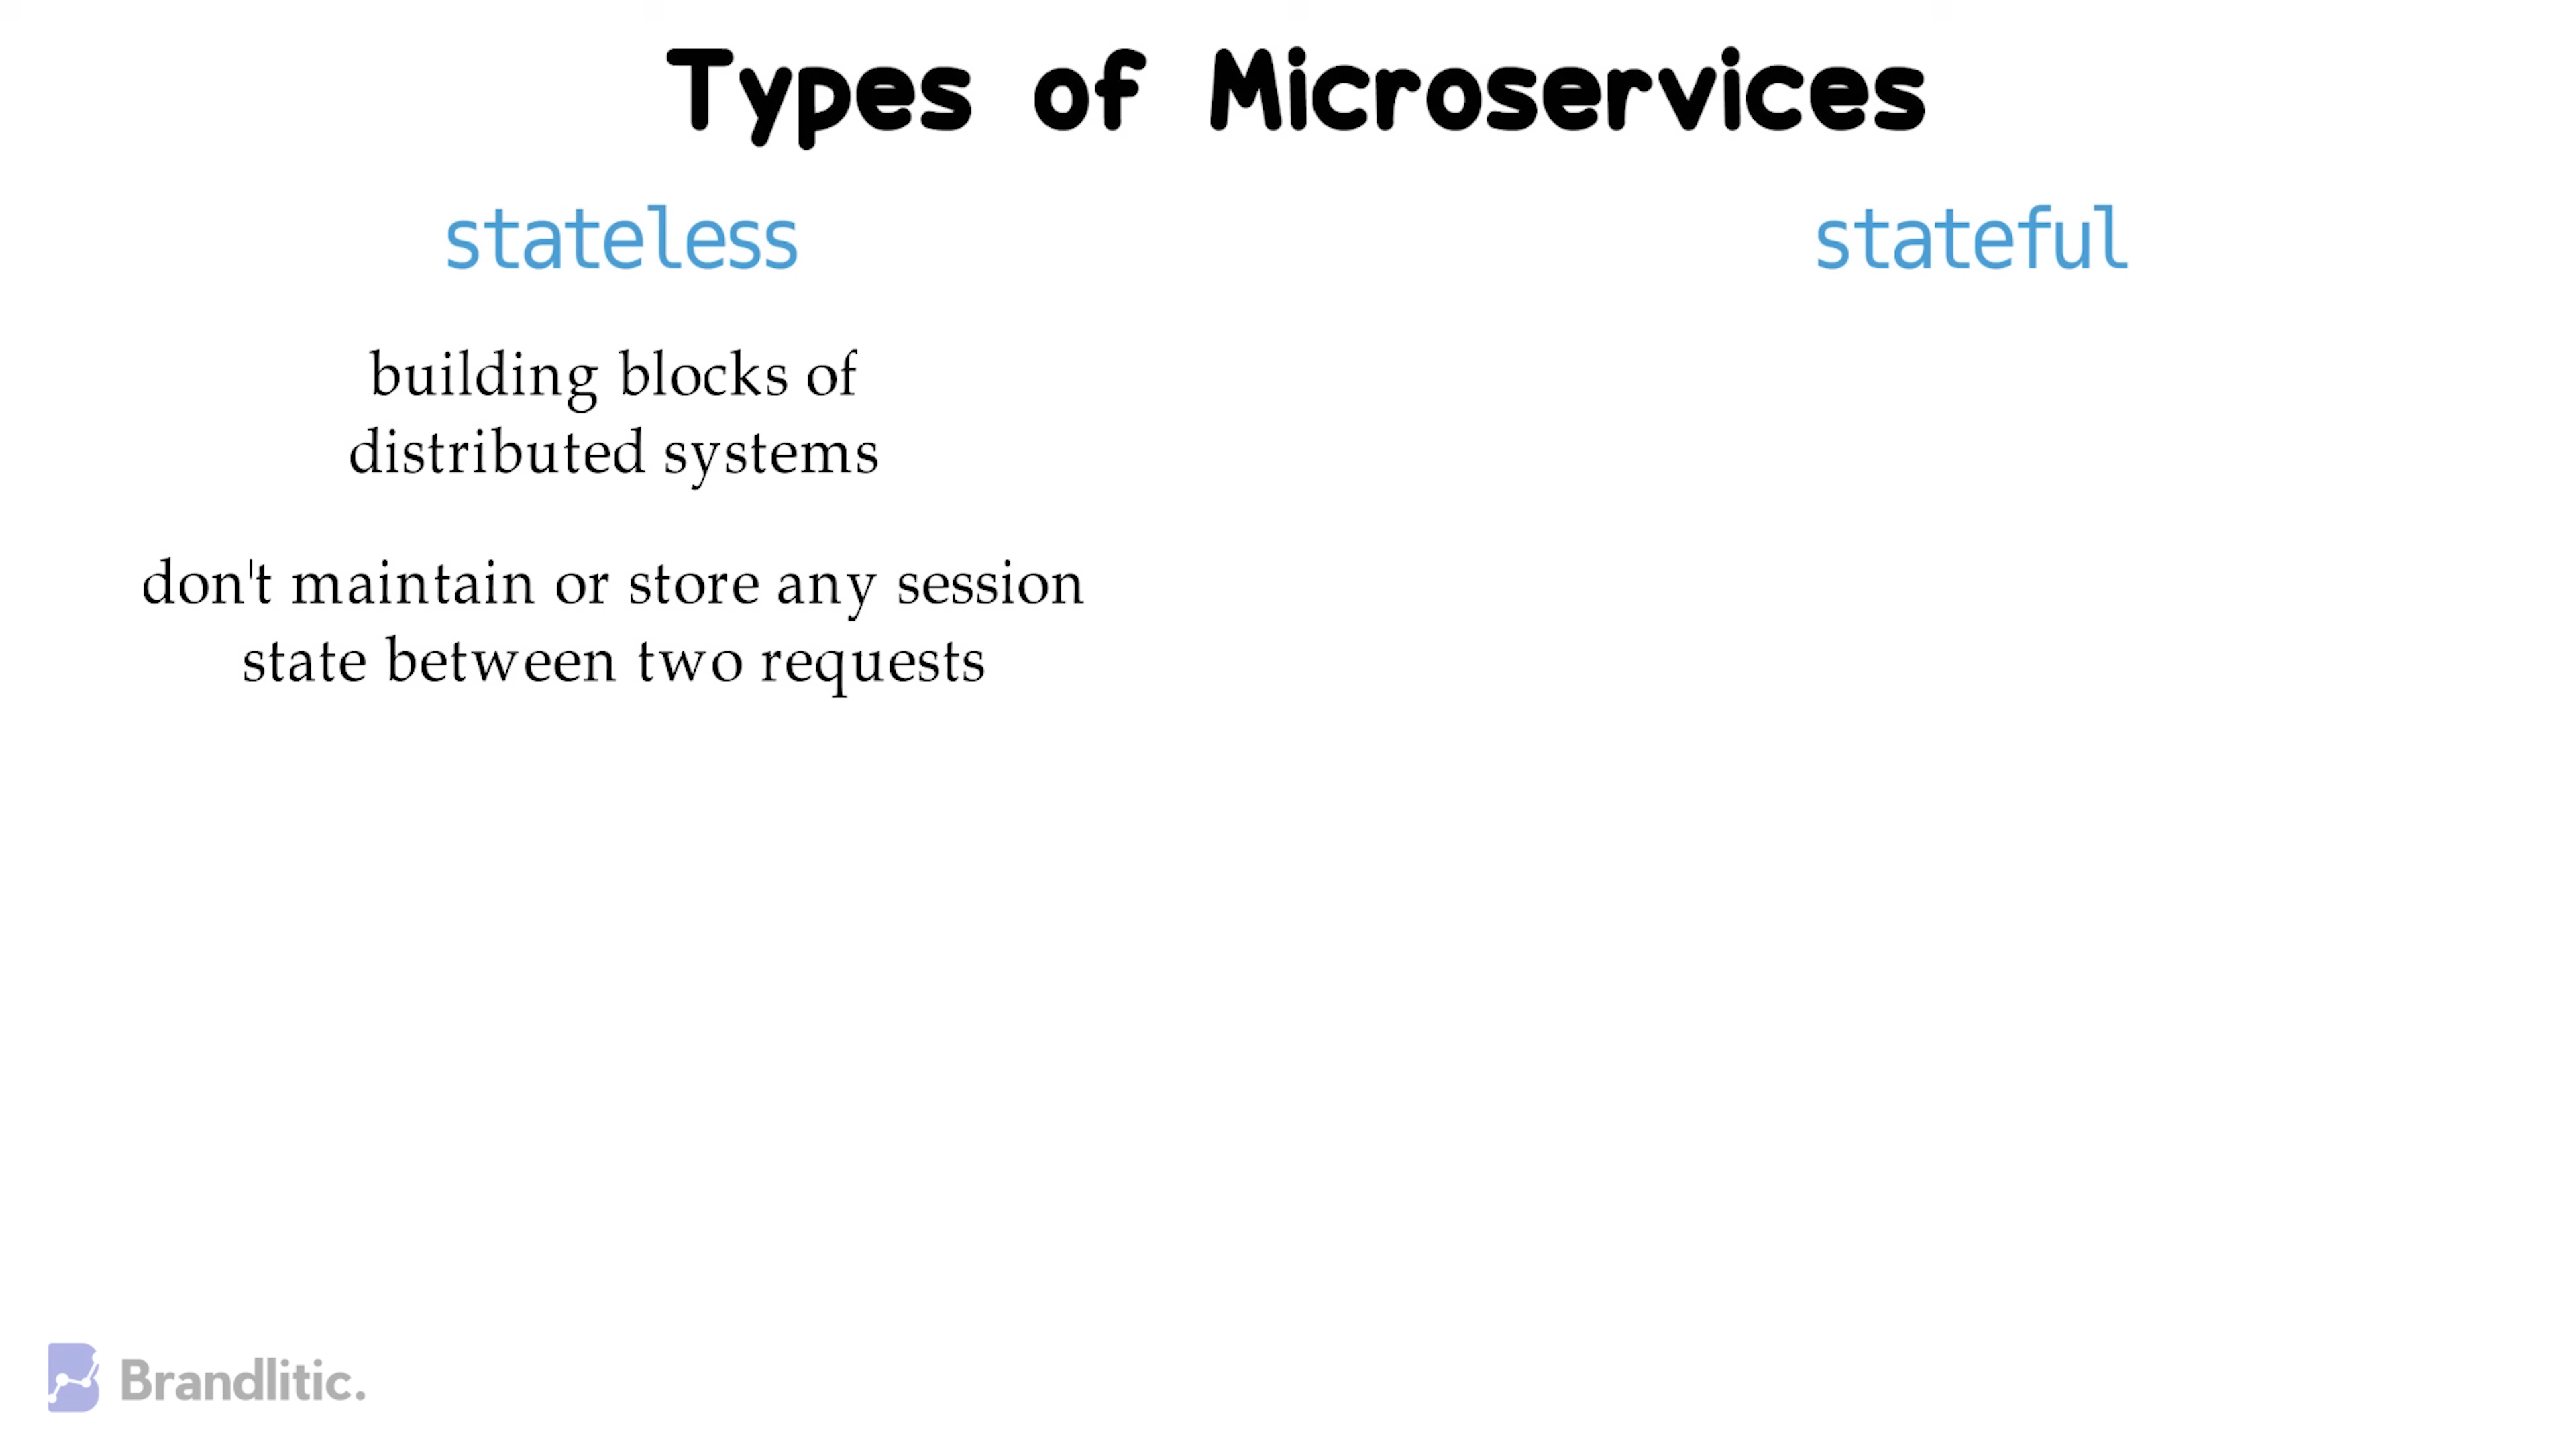 Types of Microservices
stateless
stateful
building blocks of
distributed systems
don't maintain or store any session
state between two requests
Brandlitic.